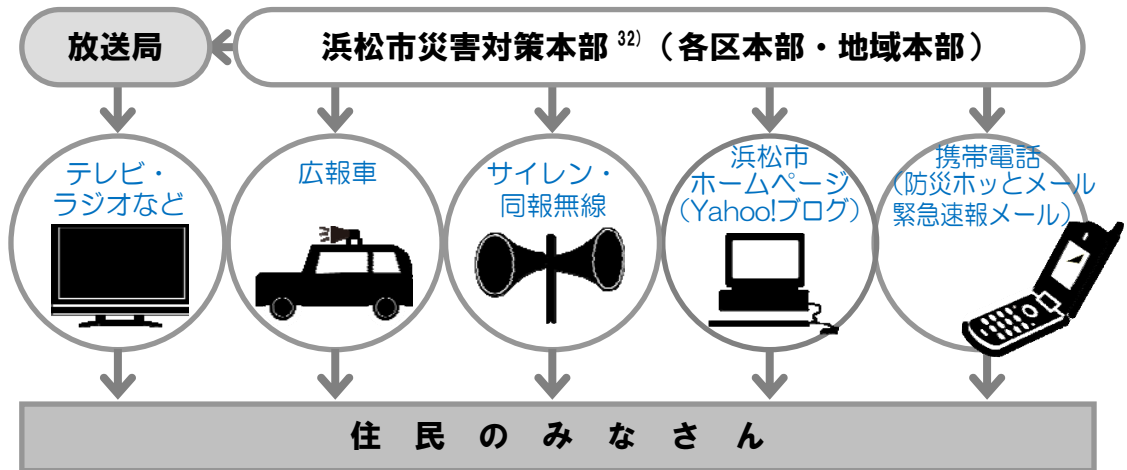 放送局
浜松市災害対策本部 32)(各区本部・地域本部)
テレビ・
ラジオなど
広報車
サイレン・
同報無線
浜松市
ホームページ
(Yahoo!ブログ)
携帯電話
(防災ホッとメール
緊急速報メール)
住民のみなさん